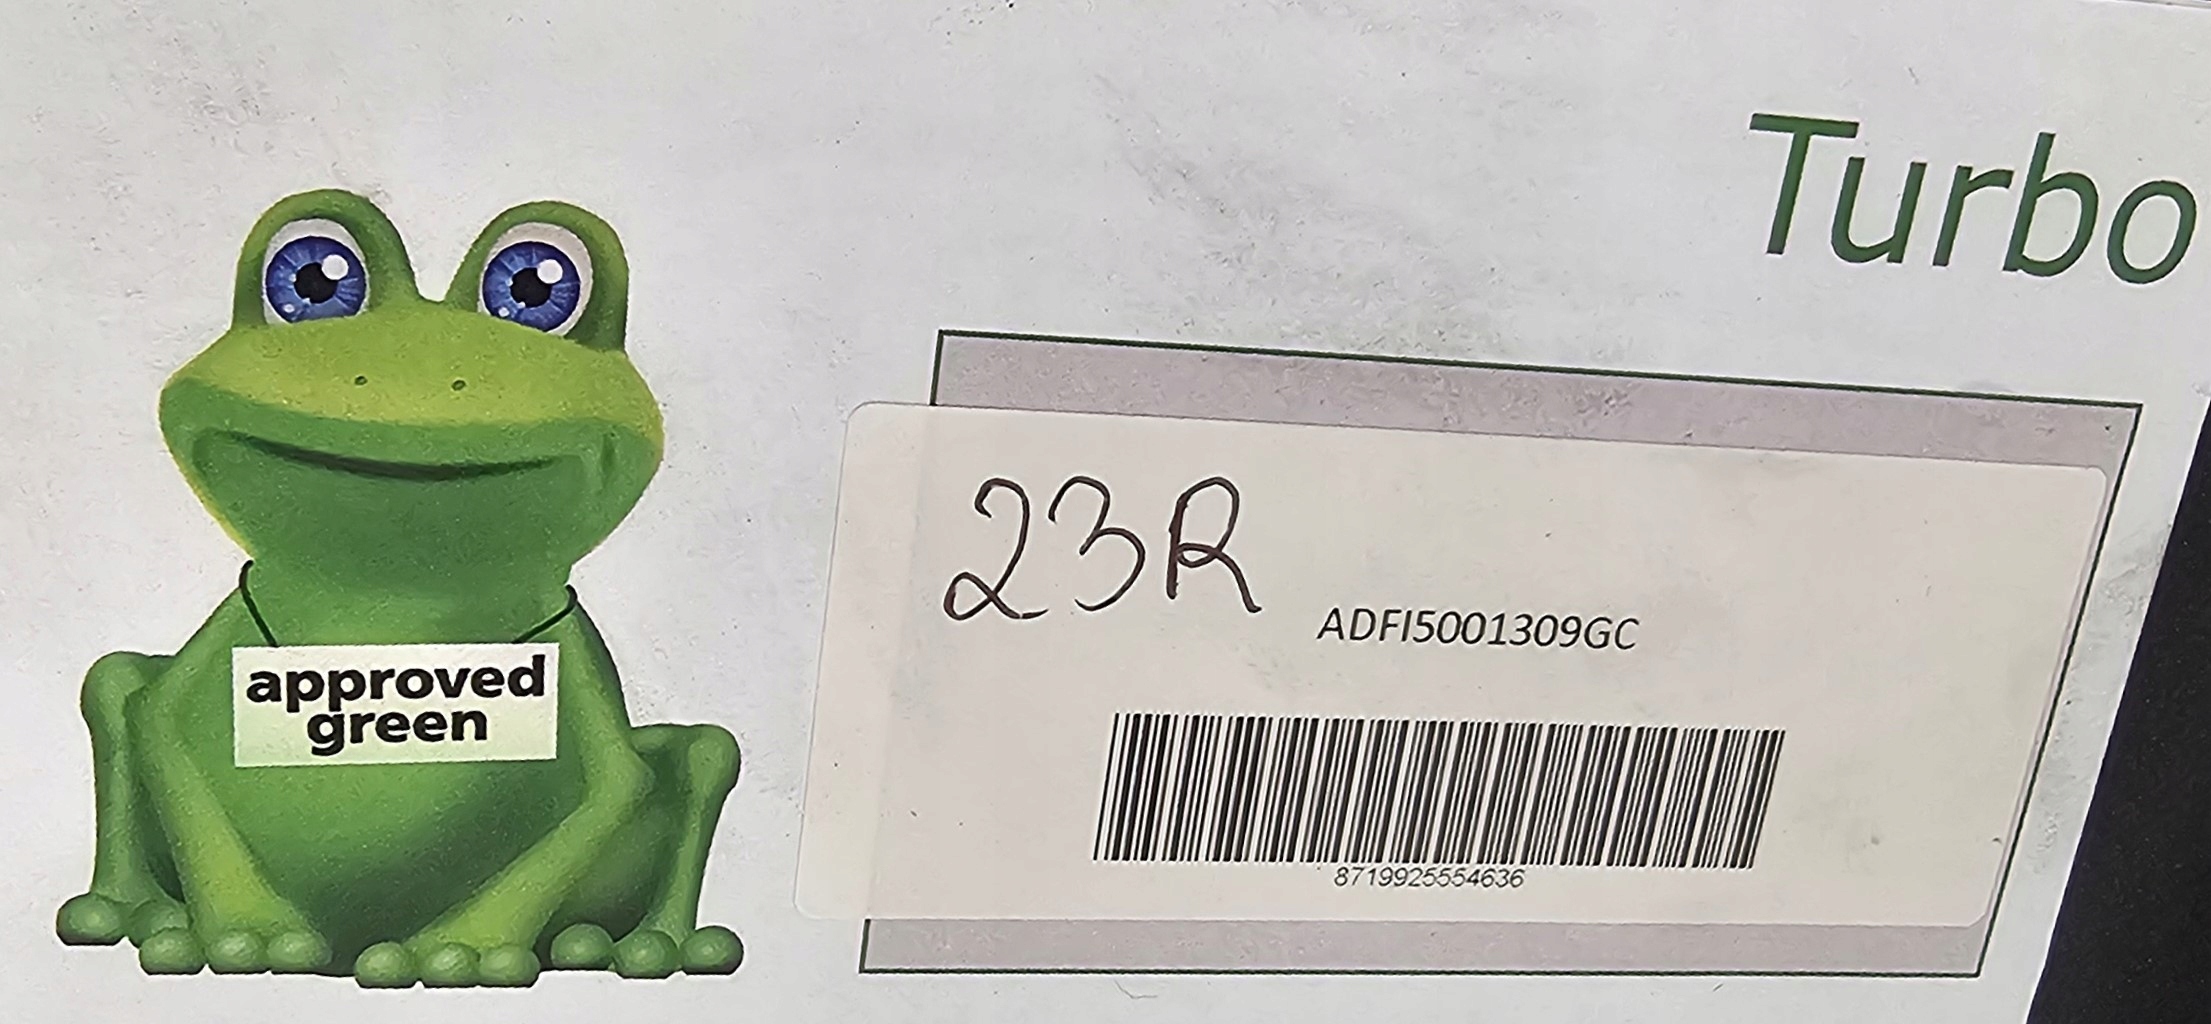 Turbo
23R
ADFI5001309GC
approved
green
8719925554636